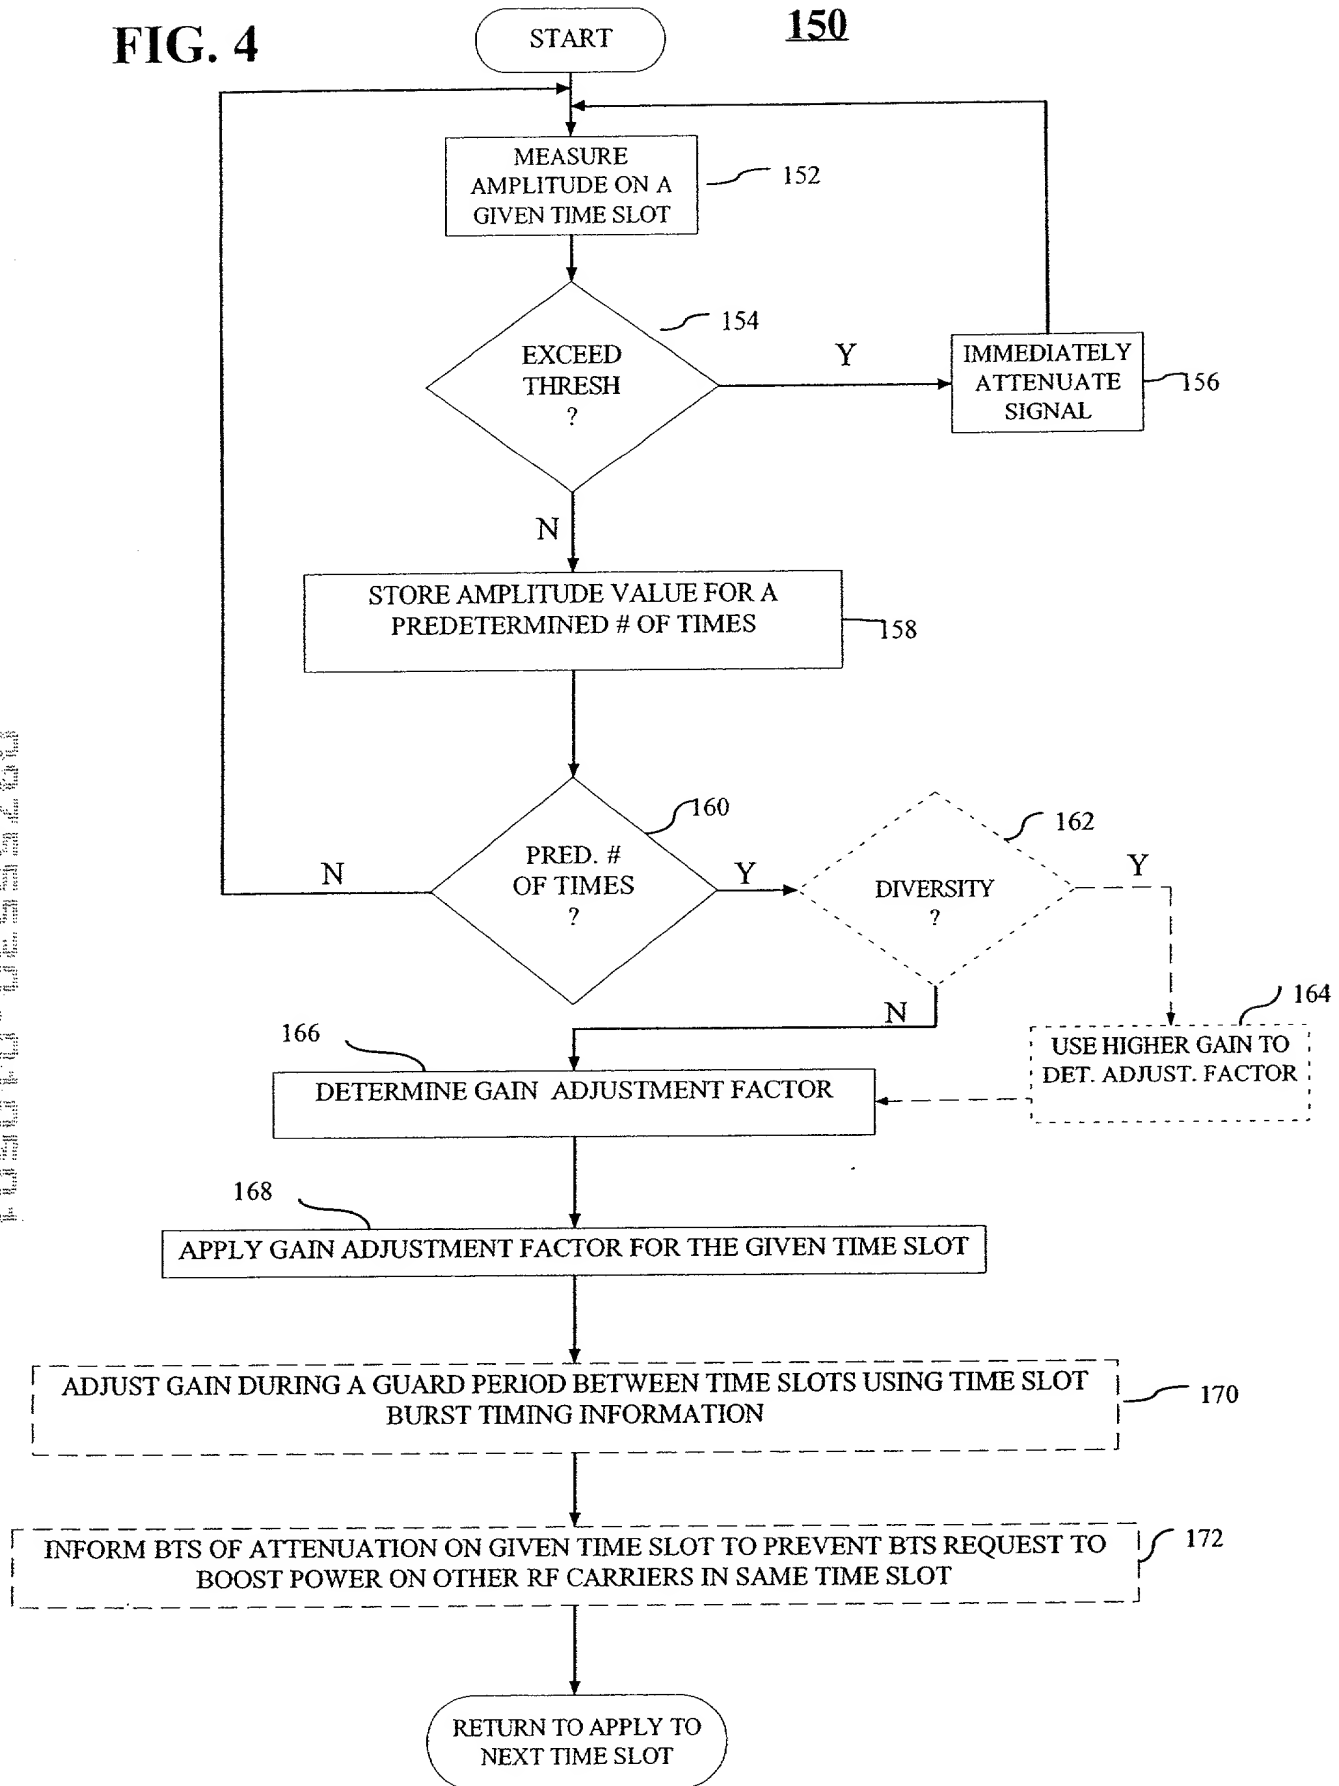 FIG. 4
150
START
MEASURE
AMPLITUDE ON A
GIVEN TIME SLOT
152
EXCEED
THRESH
?
154
Y
IMMEDIATELY
ATTENUATE
SIGNAL
156
N
STORE AMPLITUDE VALUE FOR A
PREDETERMINED # OF TIMES
158
PRED. #
OF TIMES
?
160
N
Y
DIVERSITY
?
162
Y
N
164
USE HIGHER GAIN TO
DET. ADJUST. FACTOR
166
DETERMINE GAIN ADJUSTMENT FACTOR
168
APPLY GAIN ADJUSTMENT FACTOR FOR THE GIVEN TIME SLOT
ADJUST GAIN DURING A GUARD PERIOD BETWEEN TIME SLOTS USING TIME SLOT
BURST TIMING INFORMATION
170
INFORM BTS OF ATTENUATION ON GIVEN TIME SLOT TO PREVENT BTS REQUEST TO
BOOST POWER ON OTHER RF CARRIERS IN SAME TIME SLOT
172
RETURN TO APPLY TO
NEXT TIME SLOT